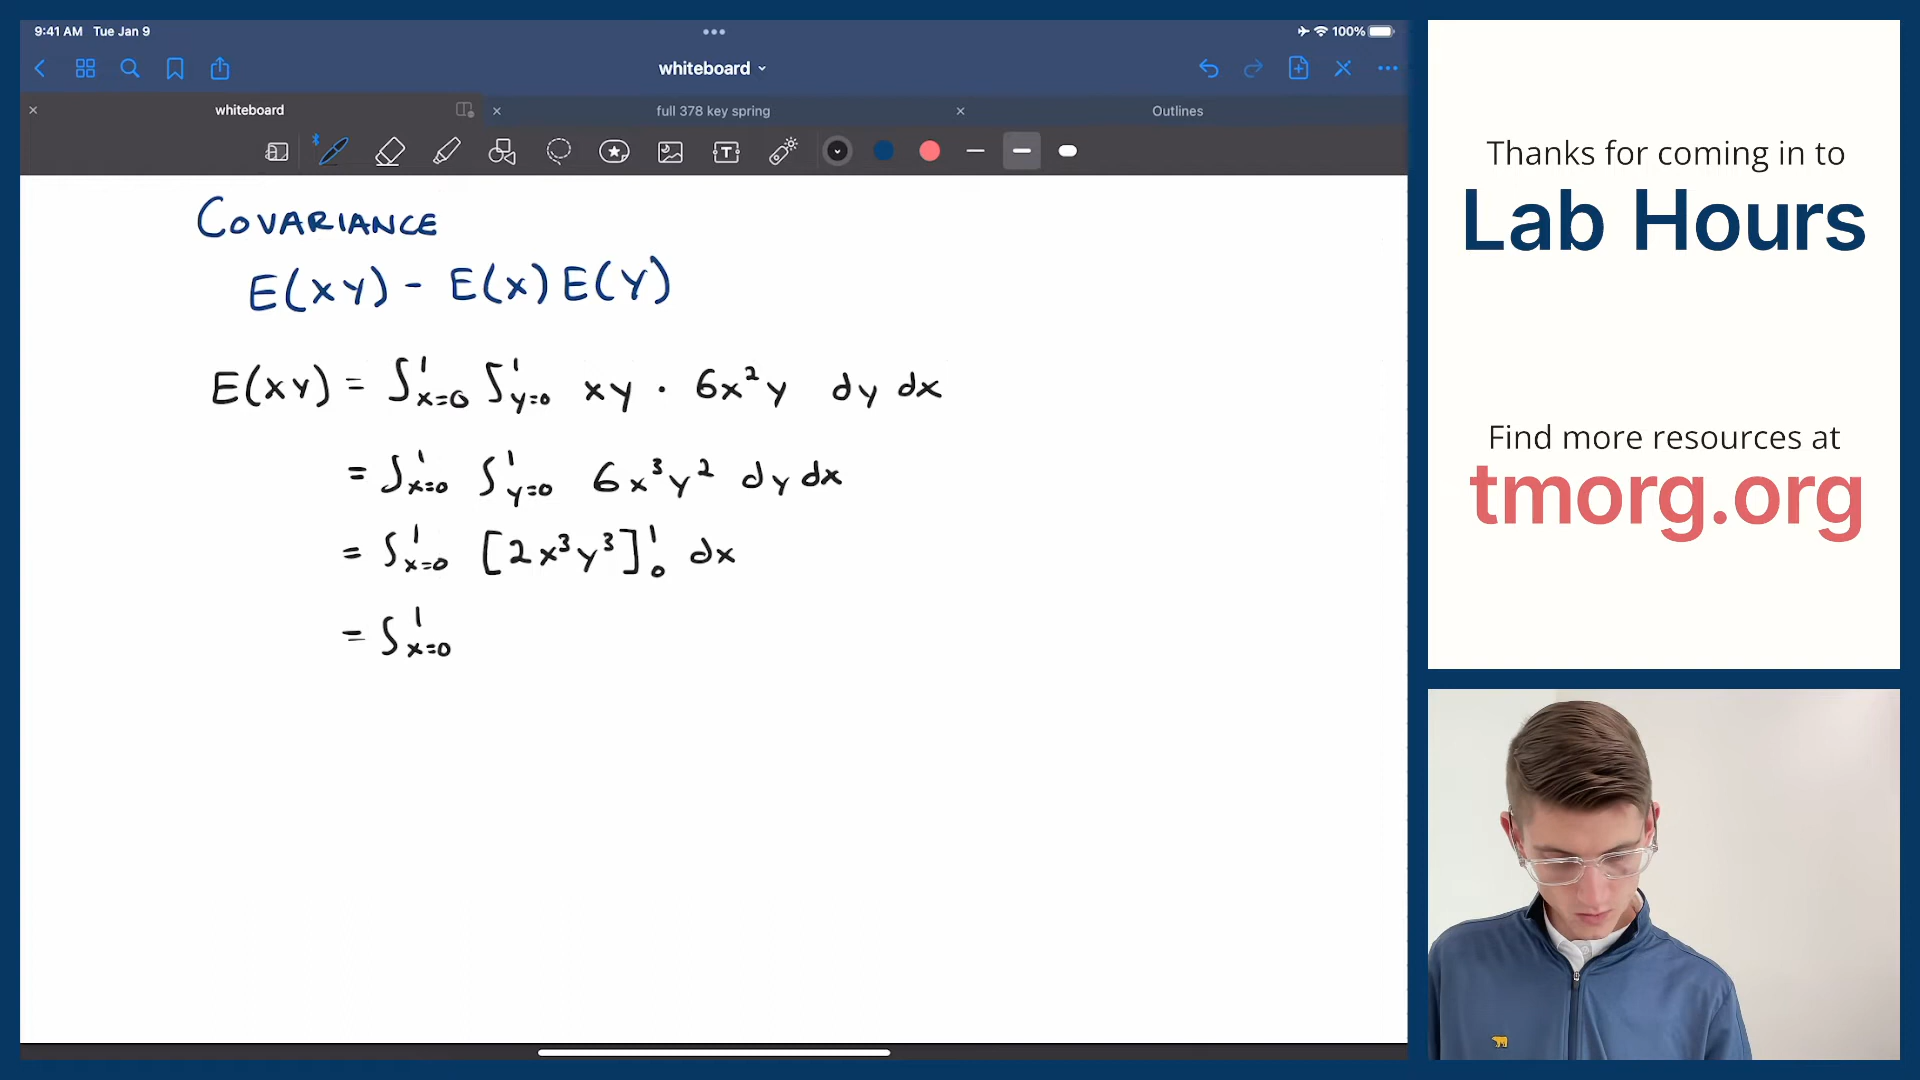 9:41 AM Tue Jan 9
100%
whiteboard
whiteboard
full 378 key spring
Outlines
COVARIANCE
E(XY) - E(X)E(Y)
E(XY) = ∫¹ₓ₌₀ ∫¹y=0 xy · 6x²y dy dx
= ∫¹ₓ₌₀ ∫¹y=0 6x³y² dy dx
= ∫¹ₓ₌₀ [2x³y³]¹₀ dx
= ∫¹ₓ₌₀
Thanks for coming in to
Lab Hours
Find more resources at
tmorg.org